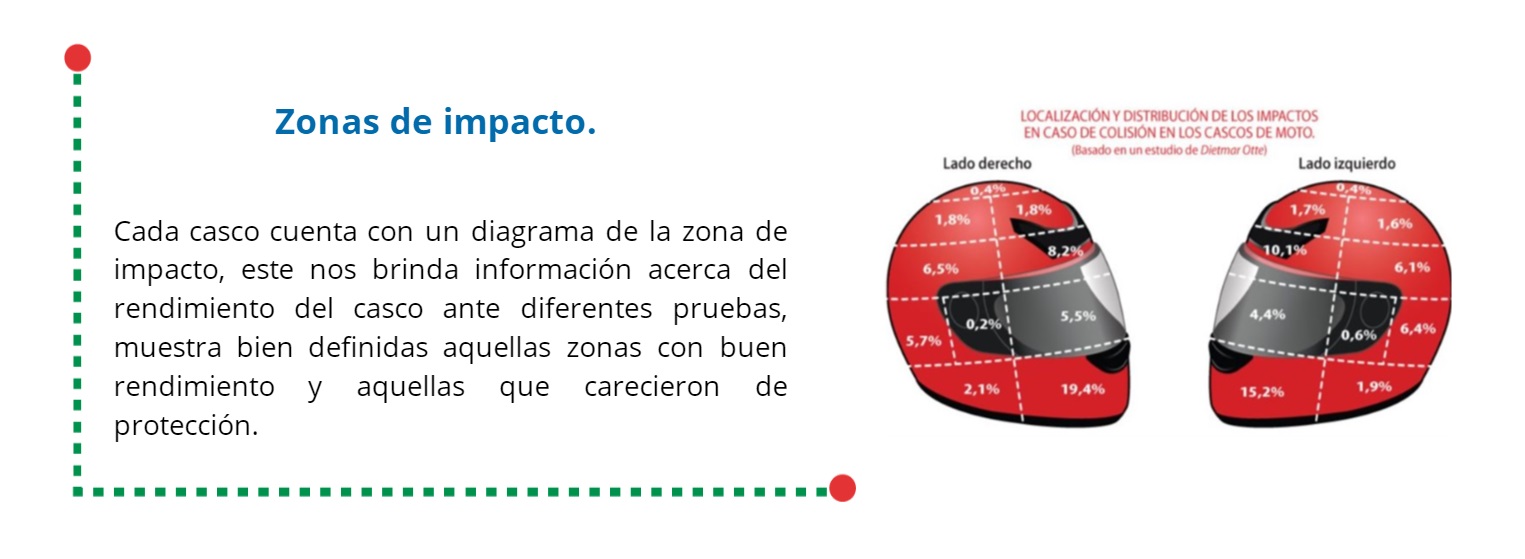 Zonas de impacto.
Cada casco cuenta con un diagrama de la zona de
impacto, este nos brinda información acerca del
rendimiento del casco ante diferentes pruebas,
muestra bien definidas aquellas zonas con buen
rendimiento y aquellas que carecieron de
protección.
LOCALIZACIÓN Y DISTRIBUCIÓN DE LOS IMPACTOS
EN CASO DE COLISIÓN EN LOS CASCOS DE MOTO.
(Basado en un estudio de Dietmar Otte)
Lado derecho
0,4%
1,8% 1,8%
8,2%
6,5%
0,2% 5,5%
5,7%
2,1% 19,4%
Lado izquierdo
0,4%
1,7% 1,6%
10,1%
6,1%
4,4% 0,6% 6,4%
15,2% 1,9%